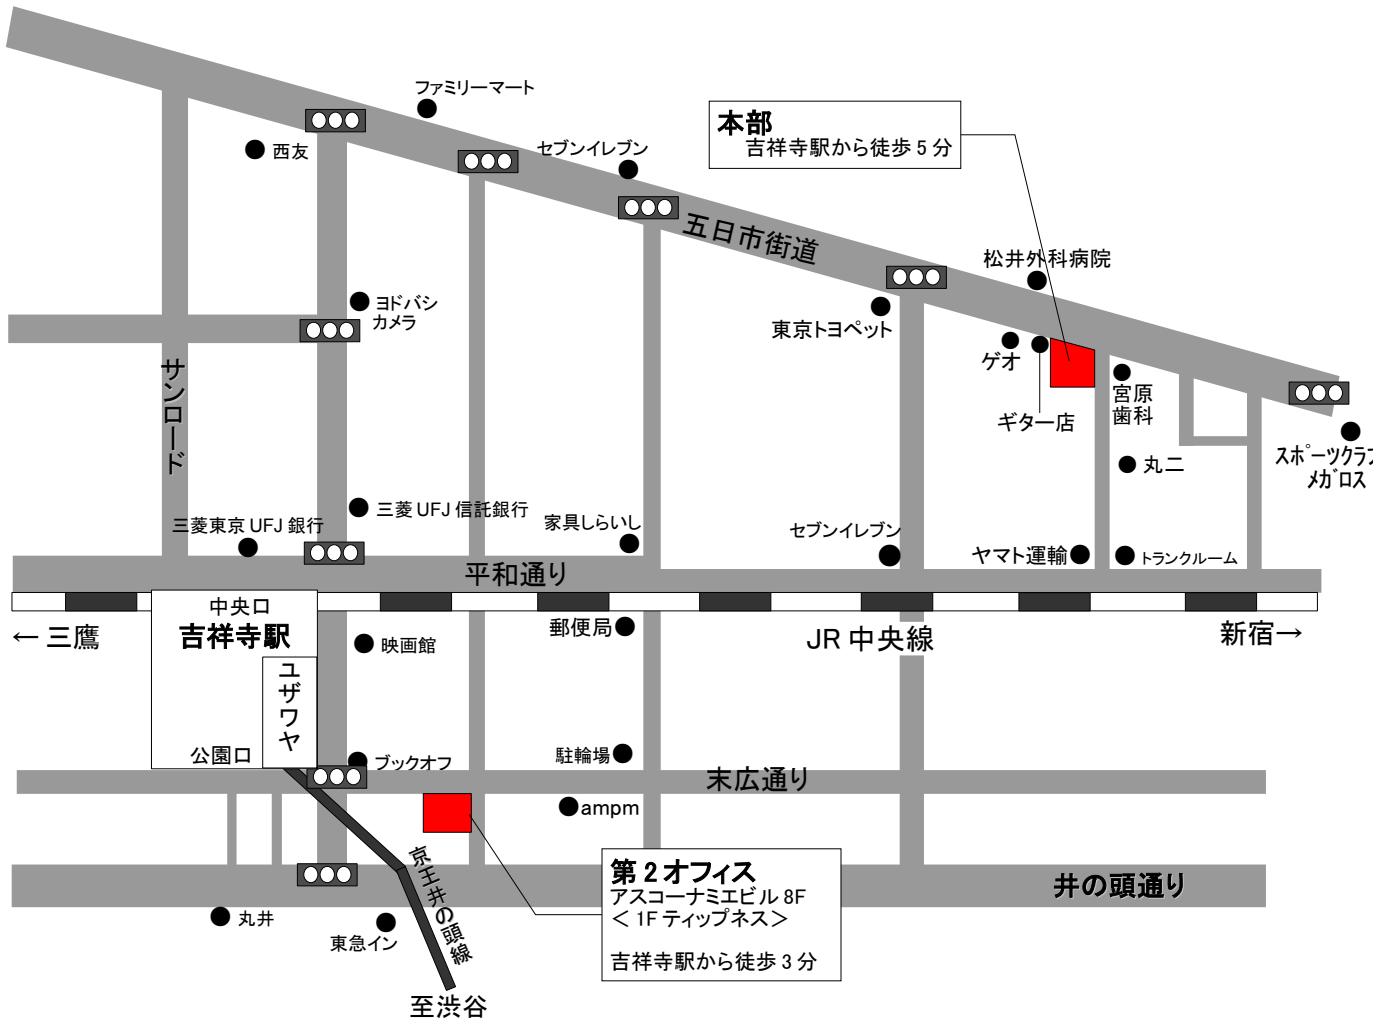 ファミリーマート
西友
セブンイレブン
本部
吉祥寺駅から徒歩 5 分
五日市街道
松井外科病院
ヨドバシ
カメラ
東京トヨペット
ゲオ
ギター店
宮原
歯科
サンロード
丸二
スポーツクラブ
メガロス
三菱東京 UFJ 銀行
三菱 UFJ 信託銀行
家具しらいし
セブンイレブン
ヤマト運輸
トランクルーム
平和通り
← 三鷹
中央口
吉祥寺駅
ユザワヤ
公園口
映画館
郵便局
JR 中央線
新宿→
ブックオフ
駐輪場
末広通り
ampm
京王井の頭線
第 2 オフィス
アスコーナミエビル 8F
< 1F ティップネス>
吉祥寺駅から徒歩 3 分
井の頭通り
丸井
東急イン
至渋谷